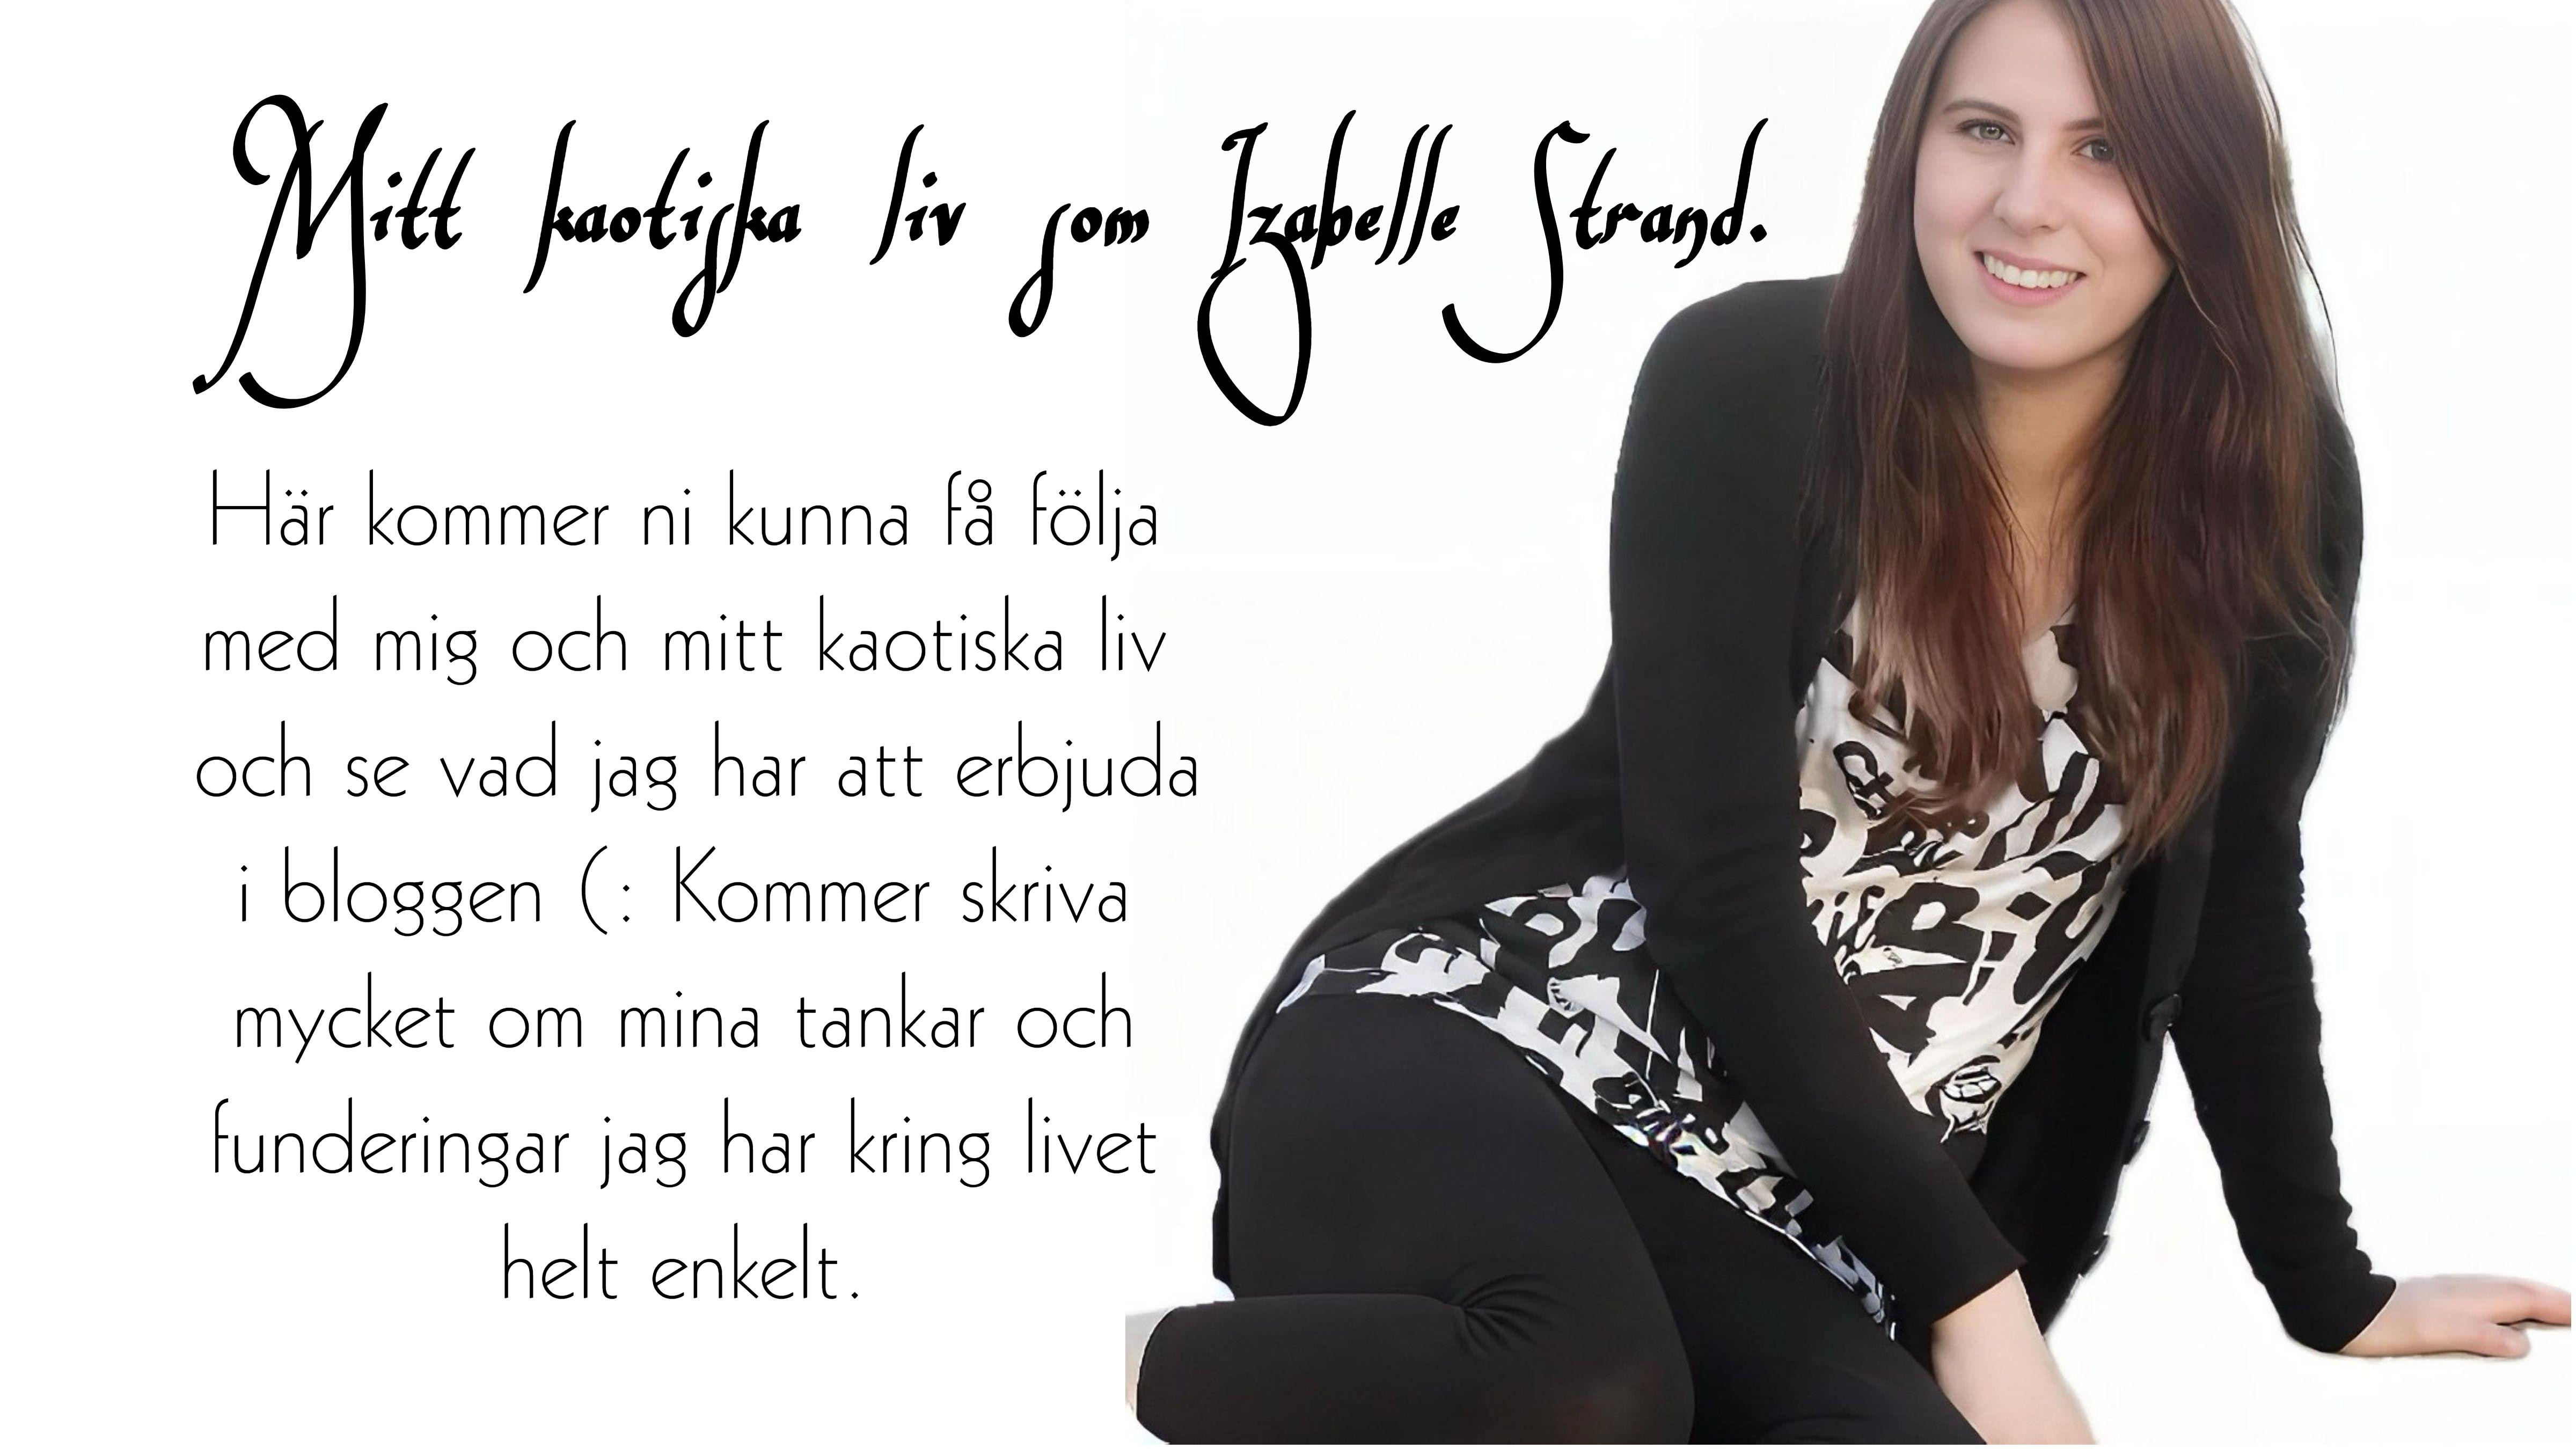 Mitt kaotiska liv som Izabelle Strand.
Här kommer ni kunna få följa
med mig och mitt kaotiska liv
och se vad jag har att erbjuda
i bloggen (: Kommer skriva
mycket om mina tankar och
funderingar jag har kring livet
helt enkelt.